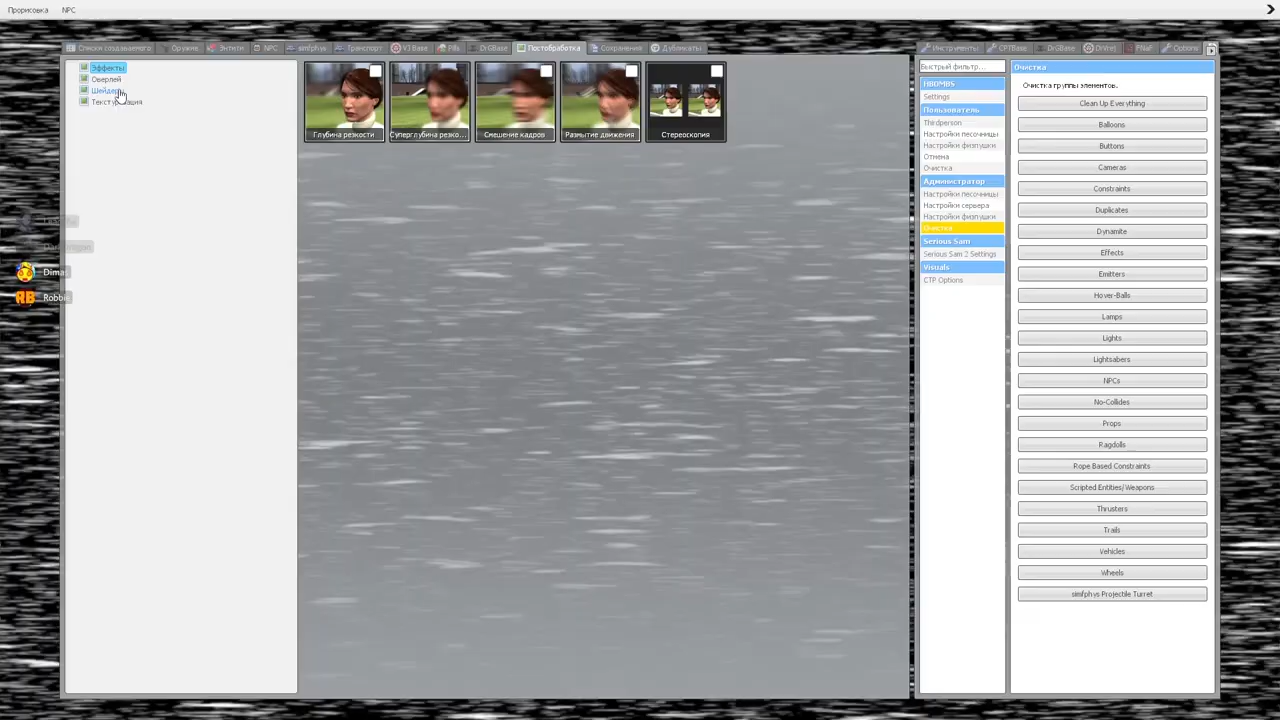 Прорисовка NPC
Списки создаваемого Оружие Энтити NPC simfphys Транспорт VJ Base Pills DrGBase Постобработка Сохранения Дубликаты
Инструменты CPTBase DrGBase DrVrej PNaF Options
Эффекты
Оверлей
Шейдеры
Глубина резкости
Суперглубина резко...
Смешение кадров
Размытие движения
Стереоскопия
Dima
Robbie
Быстрый фильтр...
HBOMBS
Settings
Пользователь
Thirdperson
Настройки песочницы
Настройки физпушки
Отмена
Очистка
Администратор
Настройки песочницы
Настройки сервера
Настройки физпушки
Очистка
Serious Sam
Serious Sam 2 Settings
Visuals
CTP Options
Очистка
Очистка группы элементов.
Clean Up Everything
Balloons
Buttons
Cameras
Constraints
Duplicates
Dynamite
Effects
Emitters
Hover-Balls
Lamps
Lights
Lightsabers
NPCs
No-Collides
Props
Ragdolls
Rope Based Constraints
Scripted Entities/Weapons
Thrusters
Trails
Vehicles
Wheels
simfphys Projectile Turret